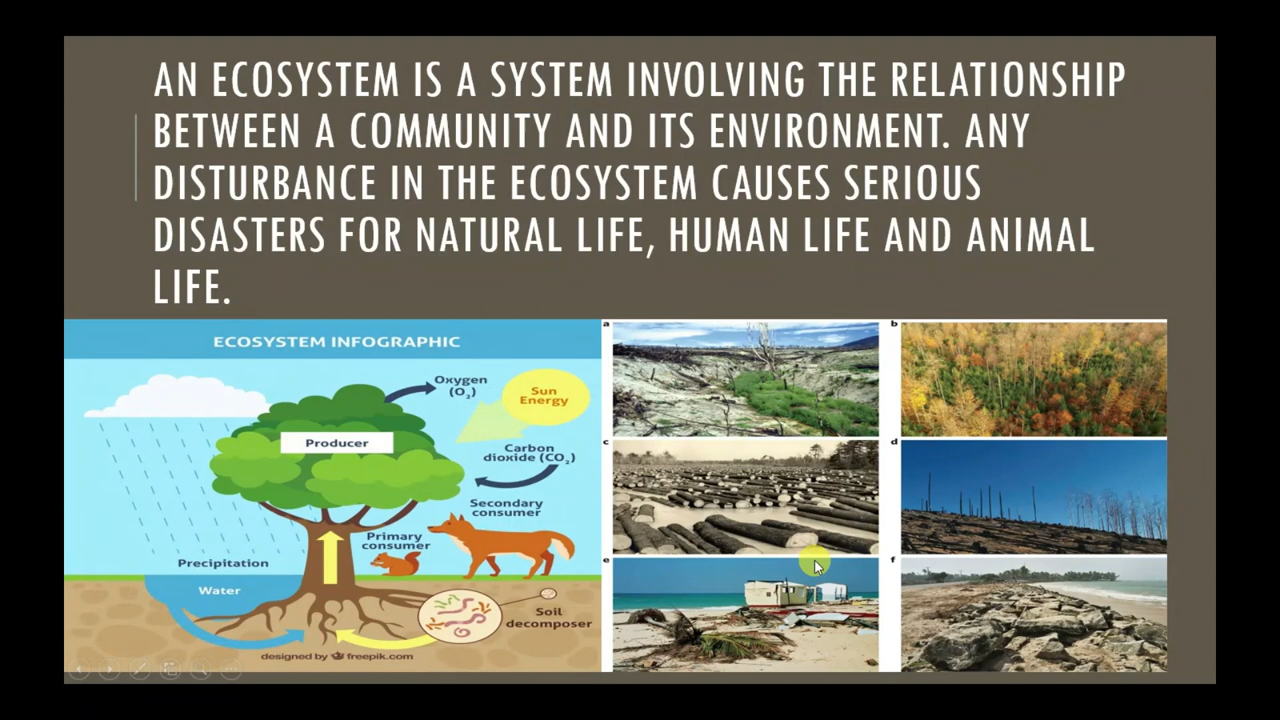 AN ECOSYSTEM IS A SYSTEM INVOLVING THE RELATIONSHIP
BETWEEN A COMMUNITY AND ITS ENVIRONMENT. ANY
DISTURBANCE IN THE ECOSYSTEM CAUSES SERIOUS
DISASTERS FOR NATURAL LIFE, HUMAN LIFE AND ANIMAL
LIFE.
ECOSYSTEM INFOGRAPHIC
Oxygen
(O₂)
Sun
Energy
Producer
Carbon
dioxide (CO₂)
Secondary
consumer
Primary
consumer
Precipitation
Water
Soil
decomposer
designed by freepik.com
a
b
c
d
e
f